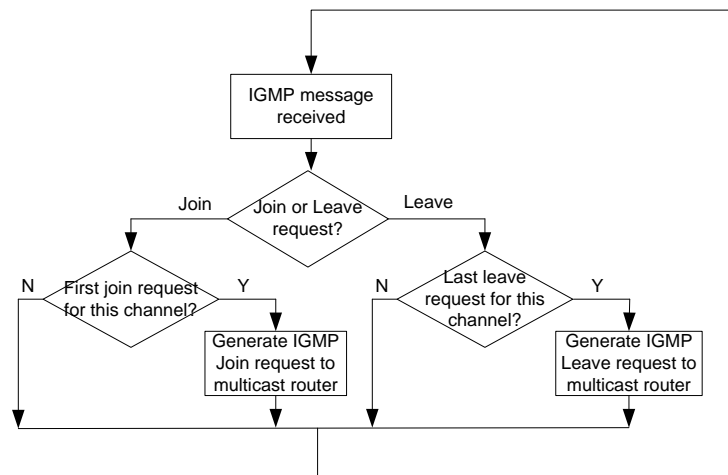 IGMP message
received
Join
Join or Leave
request?
Leave
N
First join request
for this channel?
Y
N
Last leave
request for this
channel?
Y
Generate IGMP
Join request to
multicast router
Generate IGMP
Leave request to
multicast router